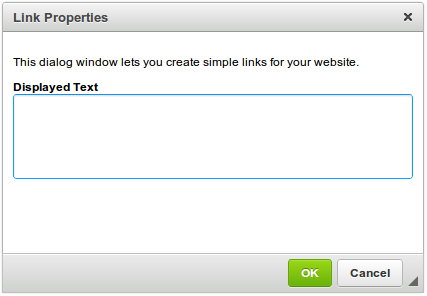 Link Properties
This dialog window lets you create simple links for your website.
Displayed Text
OK
Cancel